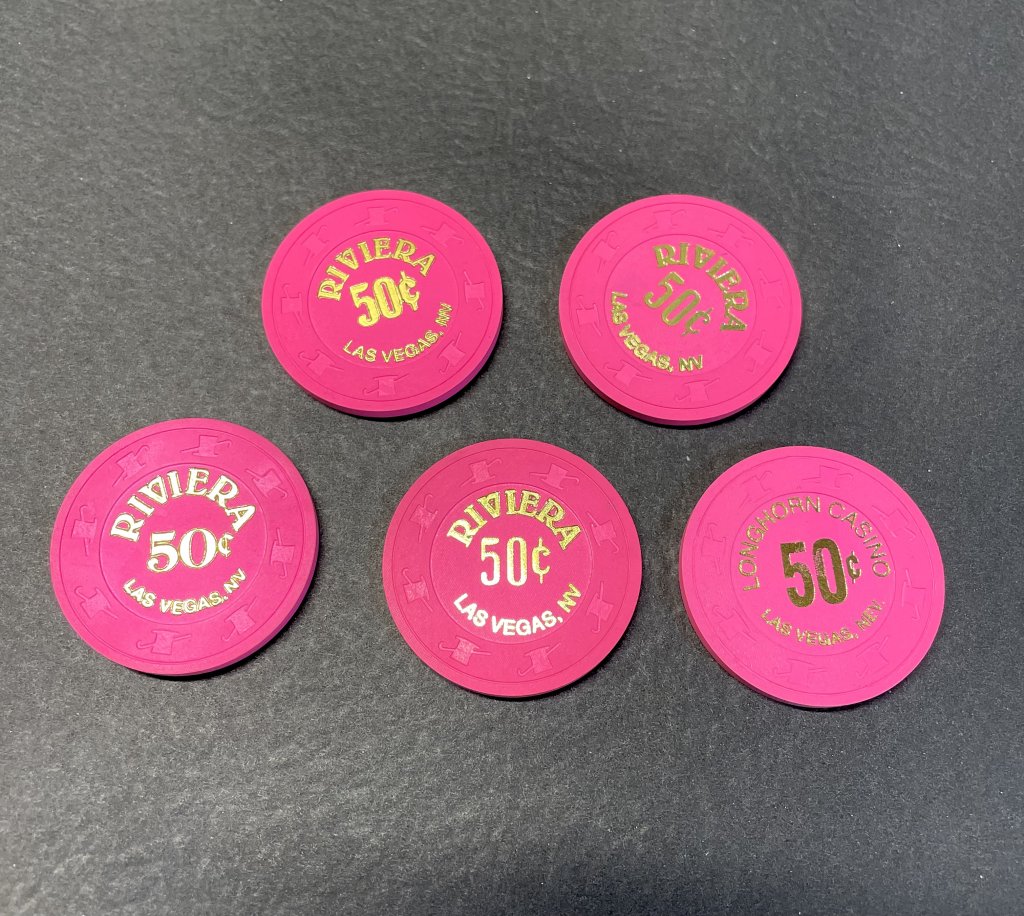 RIVIERA
50¢
LAS VEGAS, NV
RIVIERA
50¢
LAS VEGAS, NV
RIVIERA
50¢
LAS VEGAS, NV
RIVIERA
50¢
LAS VEGAS, NV
LONGHORN CASINO
50¢
LAS VEGAS, NEV.